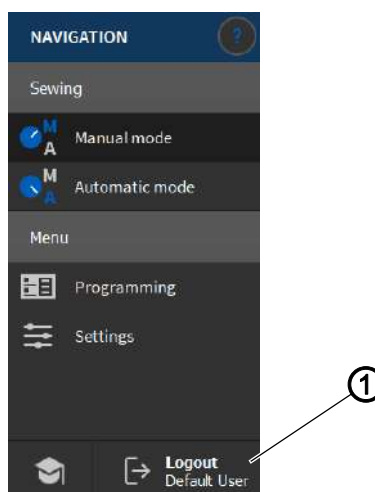 NAVIGATION ?
Sewing
M
A
Manual mode
M
A
Automatic mode
Menu
Programming
Settings
Logout
Default User
1